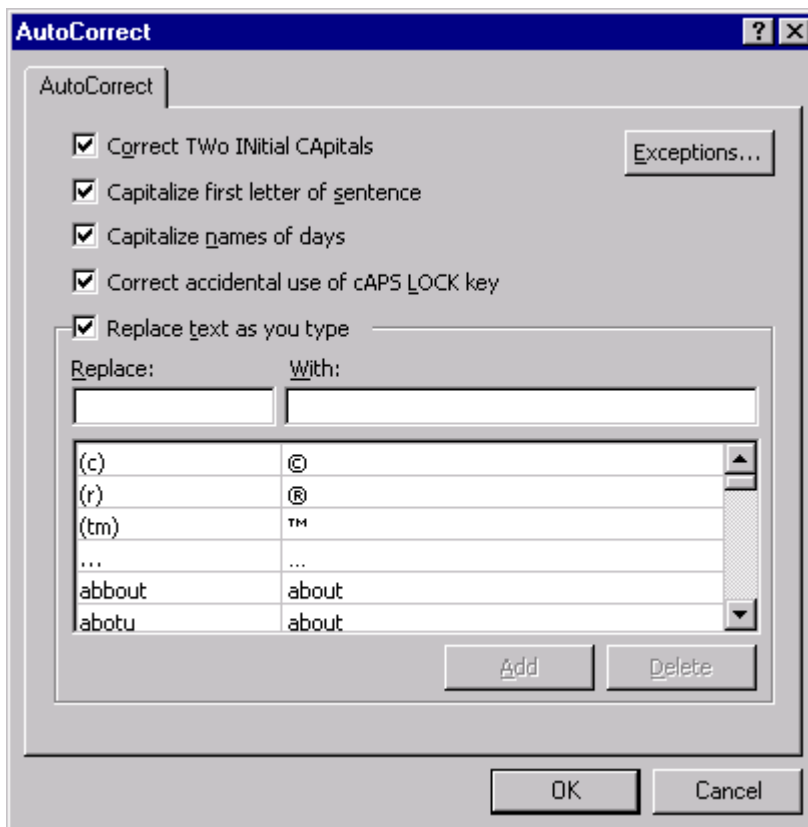 AutoCorrect
AutoCorrect
Correct TWo INitial CApitals
Exceptions...
Capitalize first letter of sentence
Capitalize names of days
Correct accidental use of cAPS LOCK key
Replace text as you type
Replace: With:
(c) ©
(r) ®
(tm) ™
... …
abbout about
abotu about
Add Delete
OK Cancel